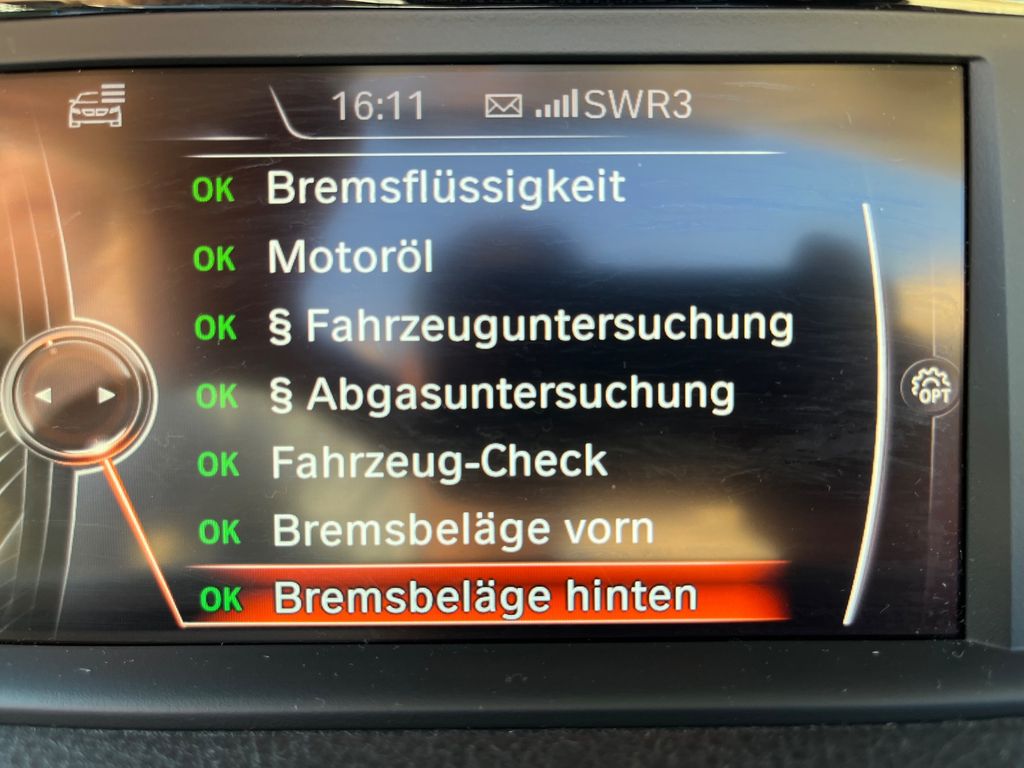 16:11 SWR3
OK Bremsflüssigkeit
OK Motoröl
OK § Fahrzeuguntersuchung
OK § Abgasuntersuchung
OPT
OK Fahrzeug-Check
OK Bremsbeläge vorn
OK Bremsbeläge hinten